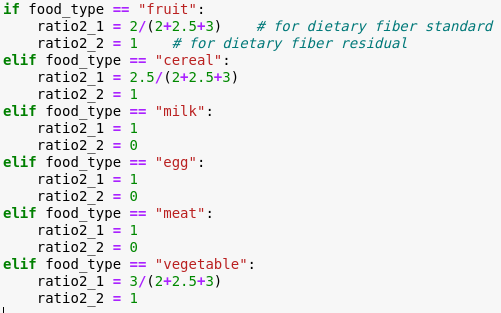 if food_type == "fruit":
    ratio2_1 = 2/(2+2.5+3)    # for dietary fiber standard
    ratio2_2 = 1    # for dietary fiber residual
elif food_type == "cereal":
    ratio2_1 = 2.5/(2+2.5+3)
    ratio2_2 = 1
elif food_type == "milk":
    ratio2_1 = 1
    ratio2_2 = 0
elif food_type == "egg":
    ratio2_1 = 1
    ratio2_2 = 0
elif food_type == "meat":
    ratio2_1 = 1
    ratio2_2 = 0
elif food_type == "vegetable":
    ratio2_1 = 3/(2+2.5+3)
    ratio2_2 = 1